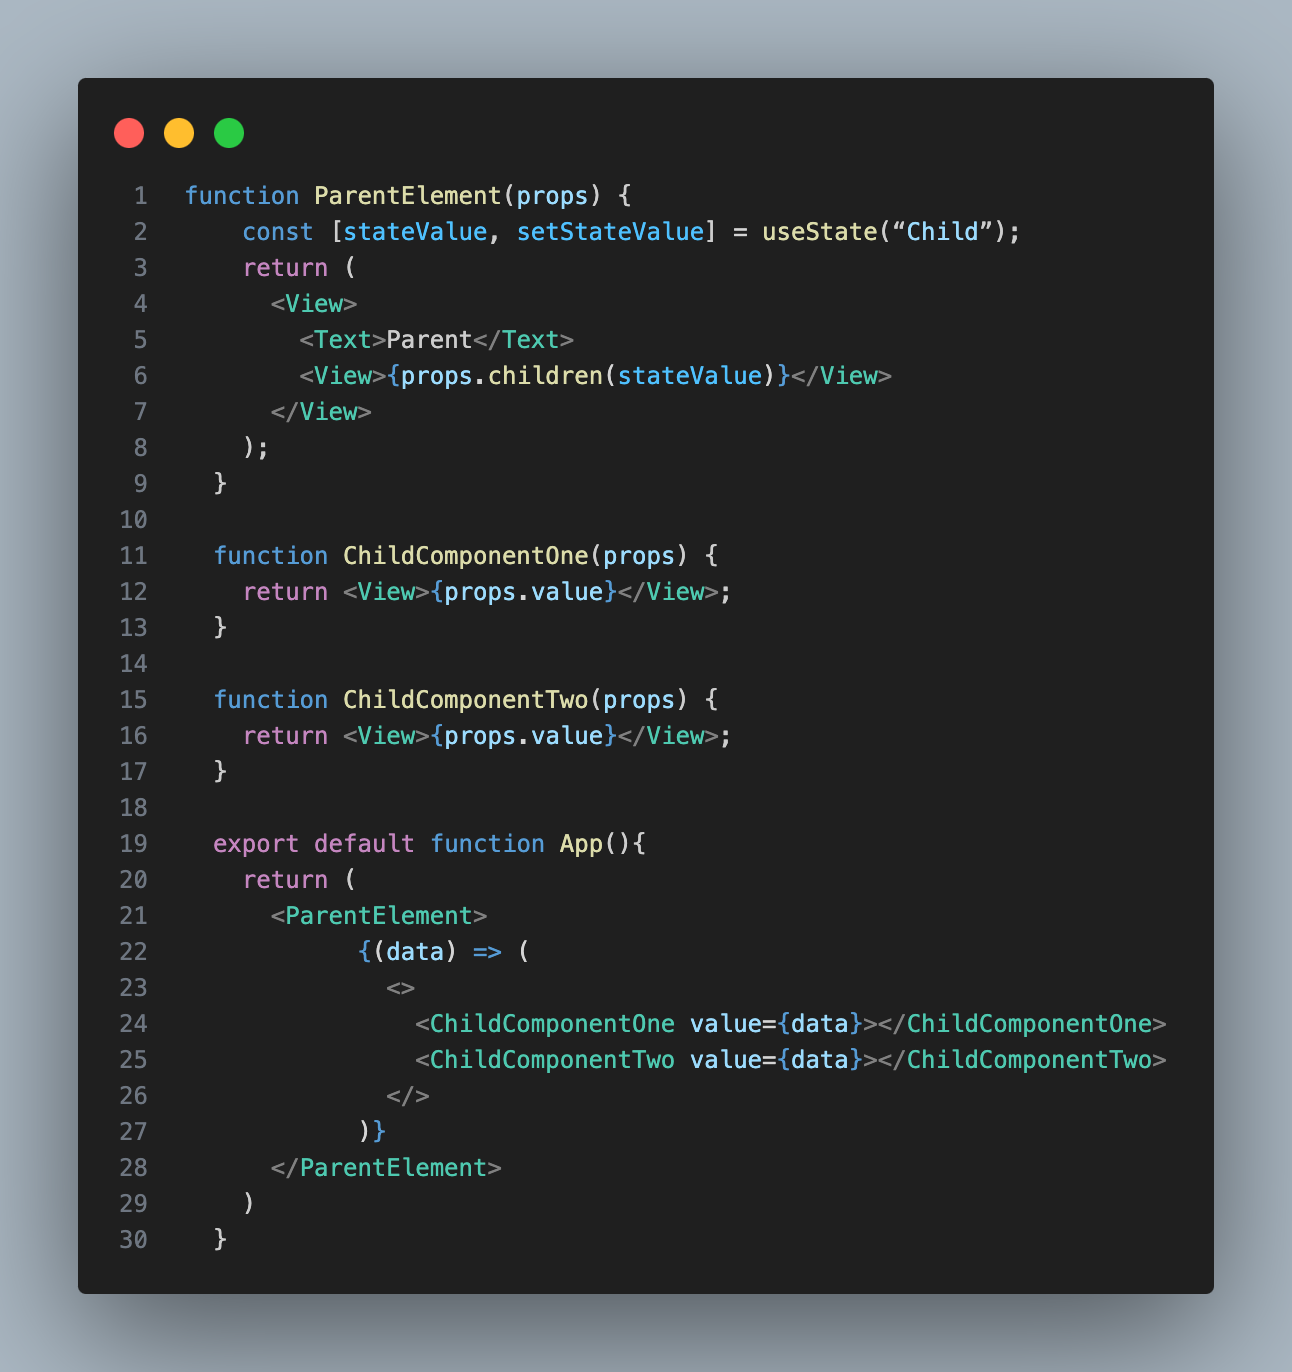 1 function ParentElement(props) {
2 const [stateValue, setStateValue] = useState(“Child”);
3 return (
4 <View>
5 <Text>Parent</Text>
6 <View>{props.children(stateValue)}</View>
7 </View>
8 );
9 }
10
11 function ChildComponentOne(props) {
12 return <View>{props.value}</View>;
13 }
14
15 function ChildComponentTwo(props) {
16 return <View>{props.value}</View>;
17 }
18
19 export default function App(){
20 return (
21 <ParentElement>
22 {(data) => (
23 <>
24 <ChildComponentOne value={data}></ChildComponentOne>
25 <ChildComponentTwo value={data}></ChildComponentTwo>
26 </>
27 )}
28 </ParentElement>
29 )
30 }